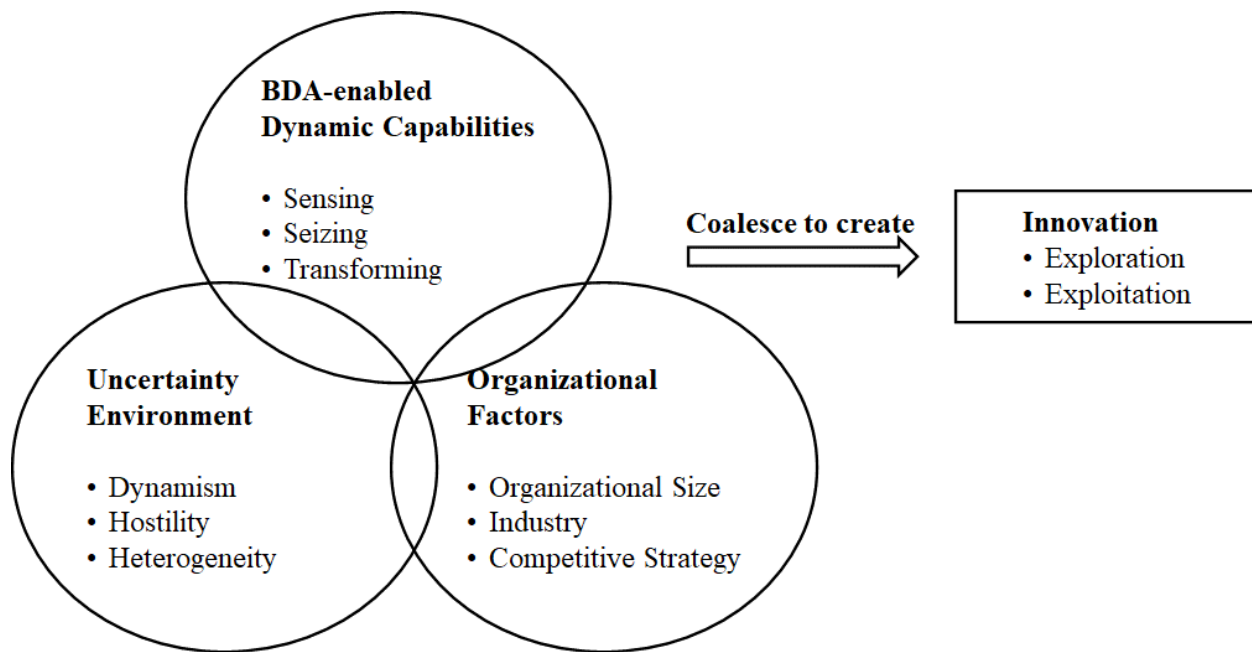 BDA-enabled
Dynamic Capabilities
• Sensing
• Seizing
• Transforming
Coalesce to create
Innovation
• Exploration
• Exploitation
Uncertainty
Environment
• Dynamism
• Hostility
• Heterogeneity
Organizational
Factors
• Organizational Size
• Industry
• Competitive Strategy